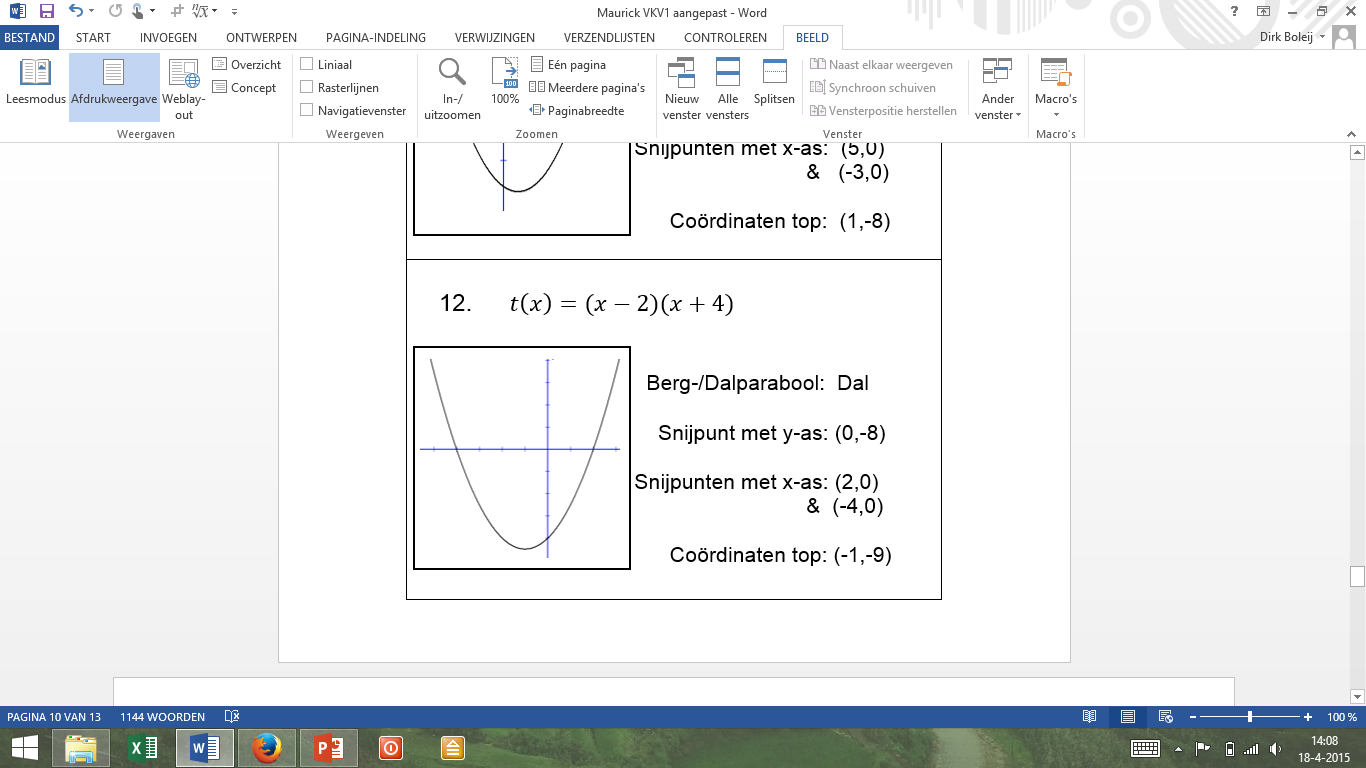 Maurick VKV1 aangepast - Word
BESTAND START INVOEGEN ONTWERPEN PAGINA-INDELING VERWIJZINGEN VERZENDLIJSTEN CONTROLEREN BEELD Dirk Boleij
Leesmodus
Afdrukweergave
Weblay-
out
Overzicht
Concept
Weergaven
Liniaal
Rasterlijnen
Navigatievenster
Weergeven
In-/
uitzoomen
100
100%
Eén pagina
Meerdere pagina's
Paginabreedte
Zoomen
Nieuw
venster
Alle
vensters
Splitsen
Naast elkaar weergeven
Synchroon schuiven
Vensterpositie herstellen
Venster
Ander
venster
Macro's
Macro's
Snijpunten met x-as: (5,0)
& (-3,0)
Coördinaten top: (1,-8)
12. t(x) = (x − 2)(x + 4)
Berg-/Dalparabool: Dal
Snijpunt met y-as: (0,-8)
Snijpunten met x-as: (2,0)
& (-4,0)
Coördinaten top: (-1,-9)
PAGINA 10 VAN 13 1144 WOORDEN 100 %
14:08
18-4-2015